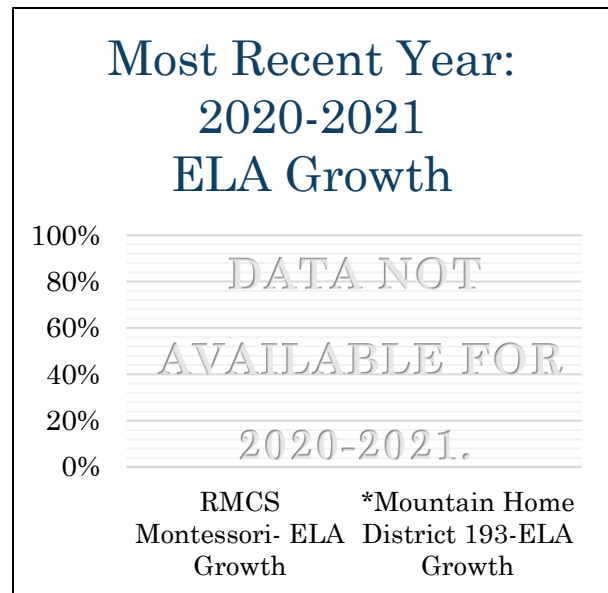 Most Recent Year:
2020-2021
ELA Growth
100%
80%
60%
40%
20%
0%
DATA NOT
AVAILABLE FOR
2020-2021.
RMCS
Montessori- ELA
Growth
*Mountain Home
District 193-ELA
Growth